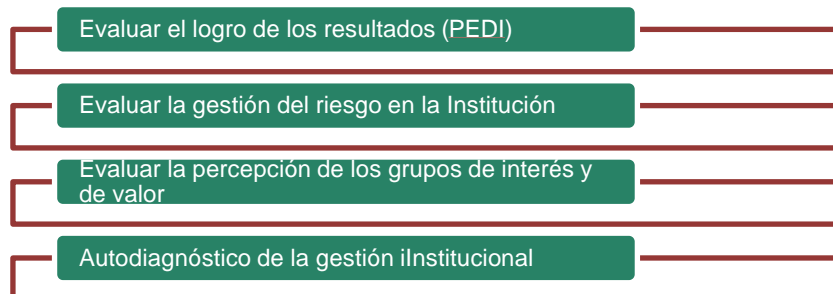 Evaluar el logro de los resultados (PEDI)
Evaluar la gestión del riesgo en la Institución
Evaluar la percepción de los grupos de interés y
de valor
Autodiagnóstico de la gestión iInstitucional